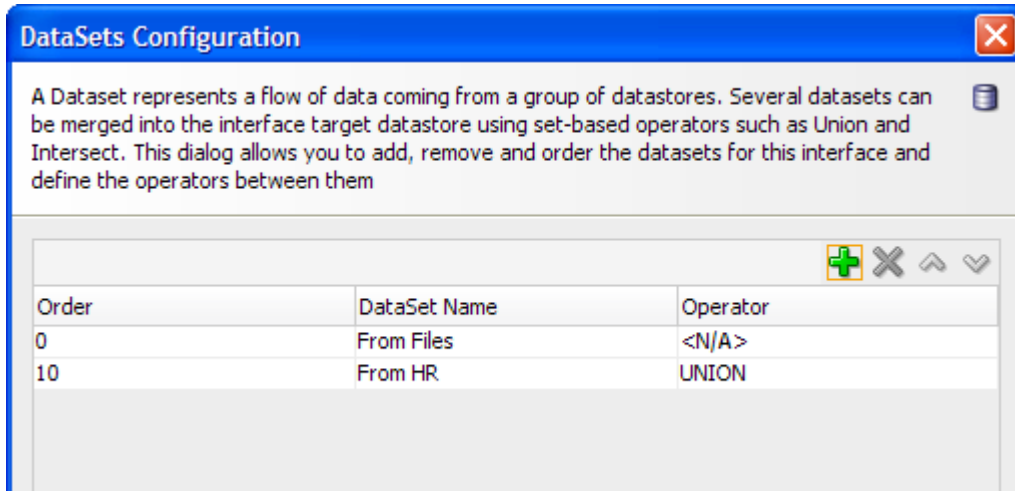 DataSets Configuration
A Dataset represents a flow of data coming from a group of datastores. Several datasets can
be merged into the interface target datastore using set-based operators such as Union and
Intersect. This dialog allows you to add, remove and order the datasets for this interface and
define the operators between them
Order DataSet Name Operator
0 From Files <N/A>
10 From HR UNION